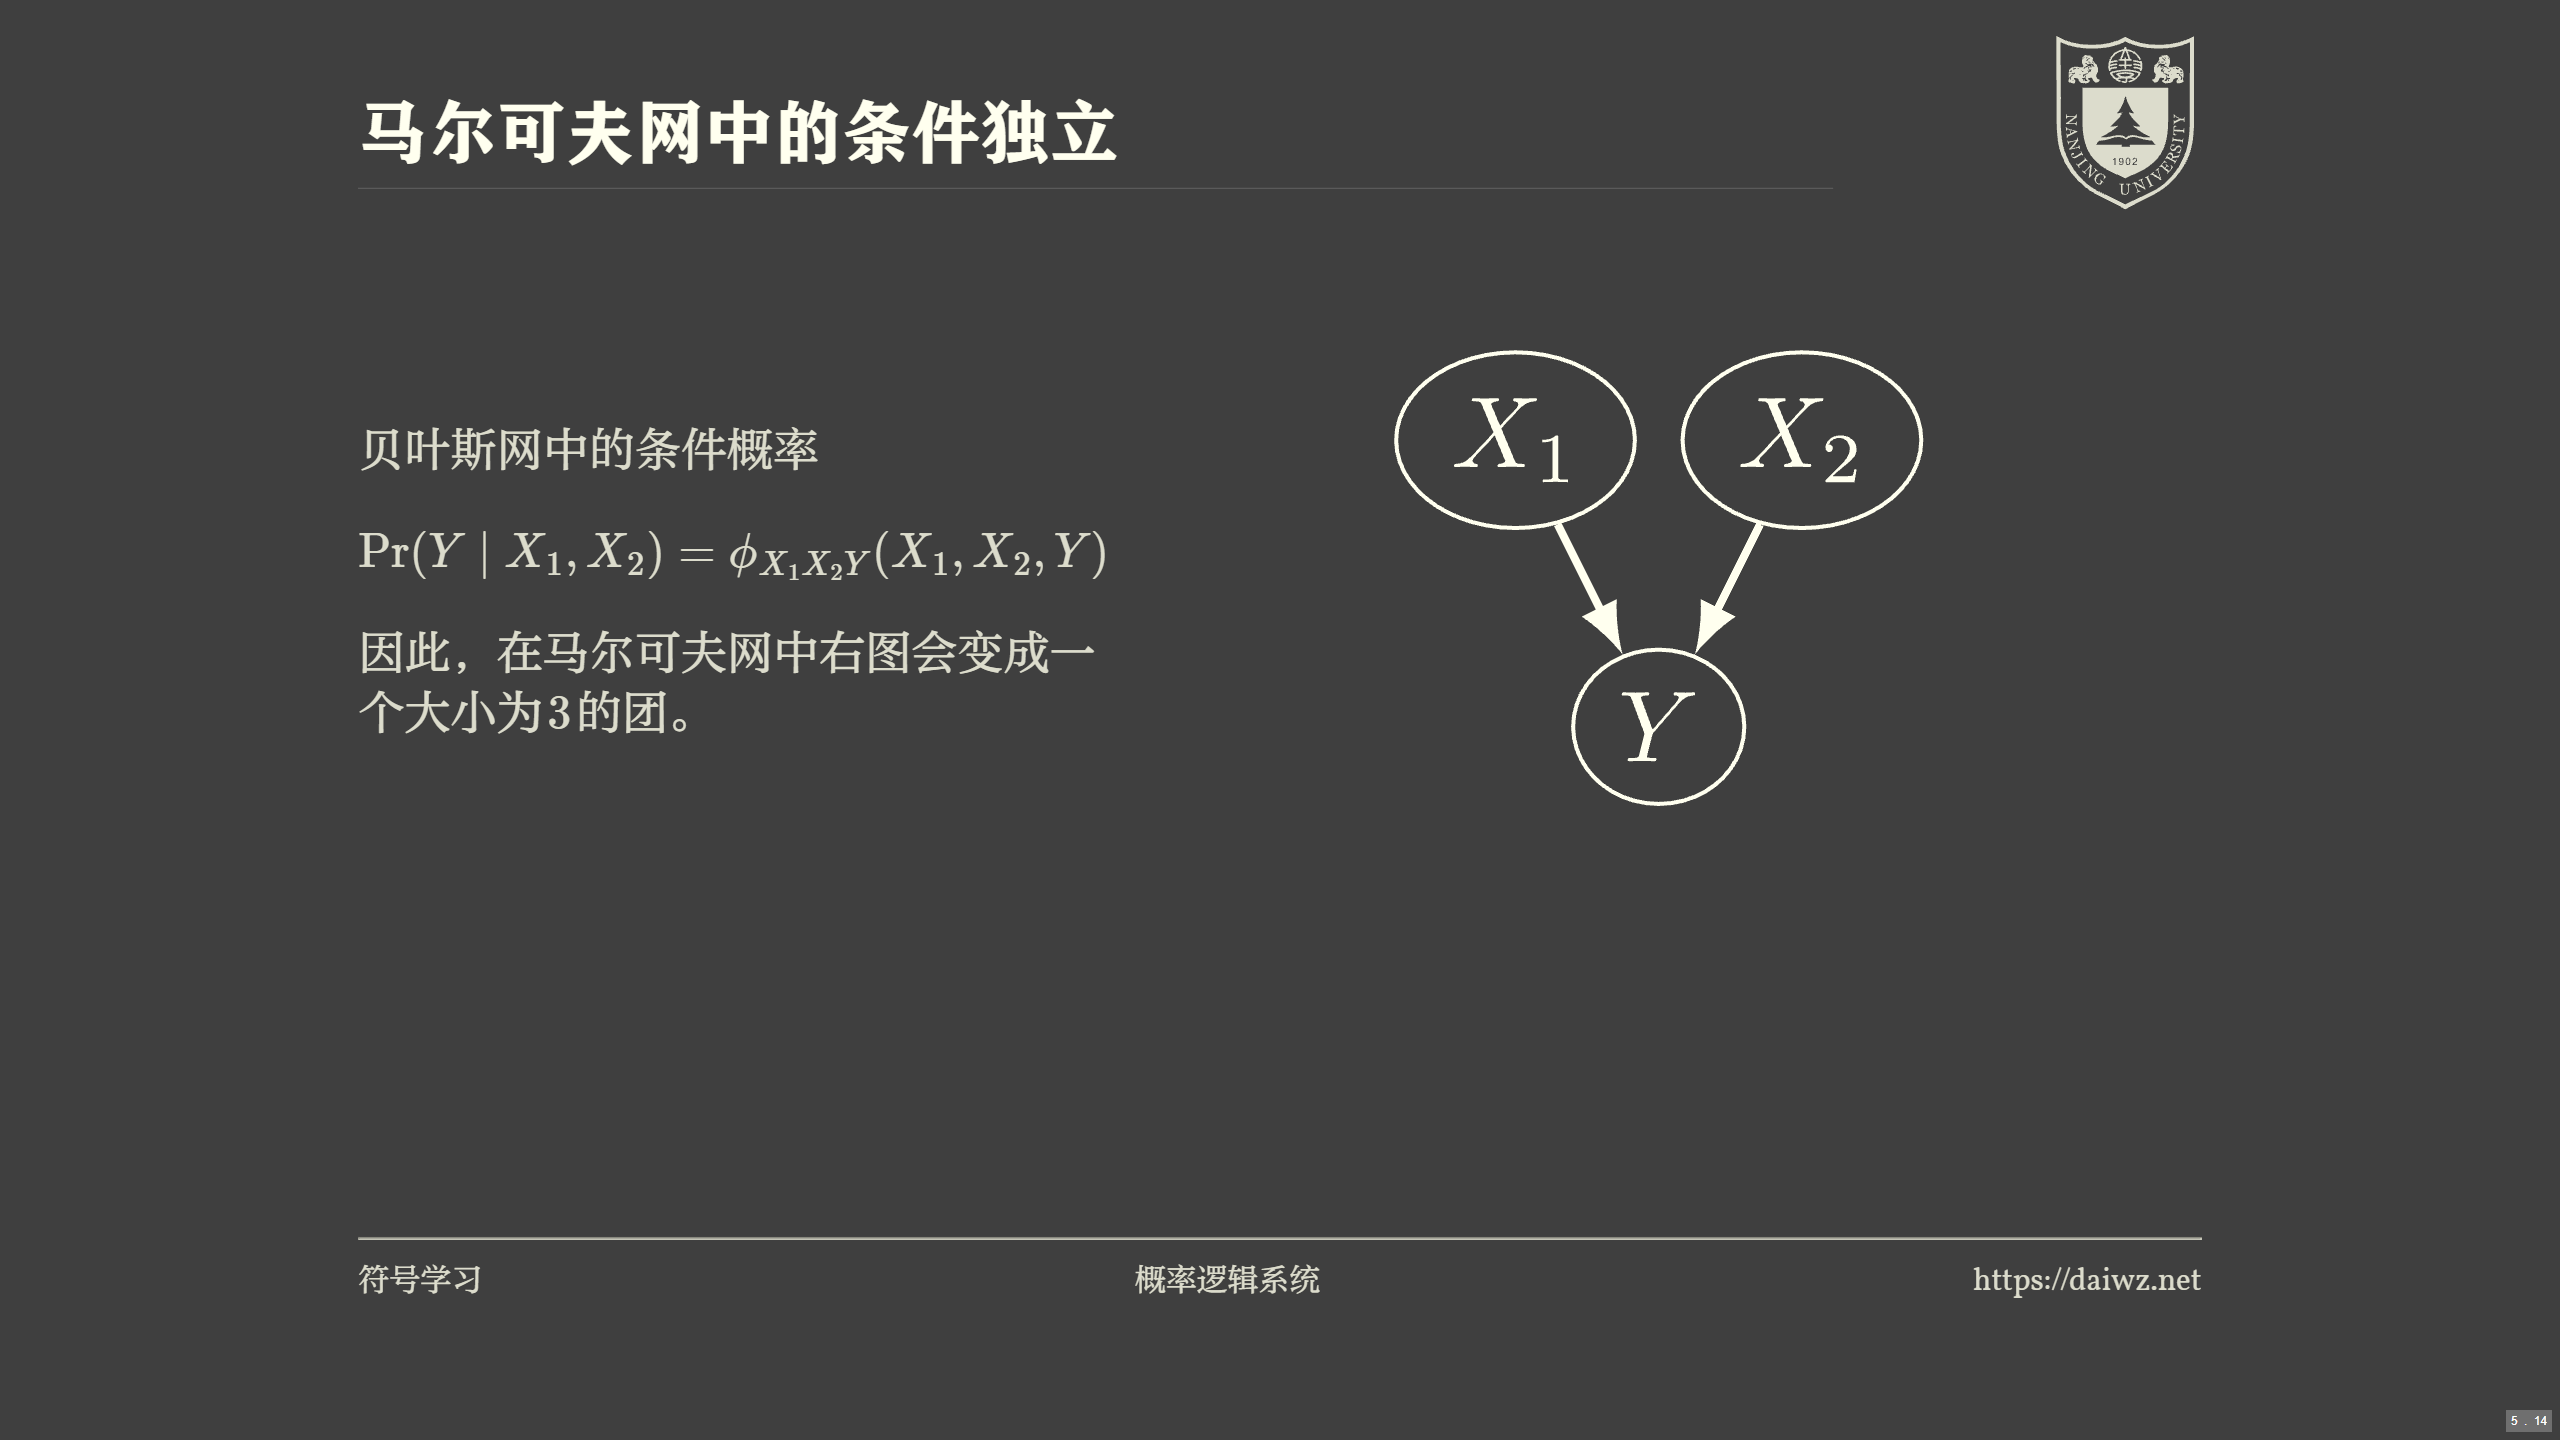 马尔可夫网中的条件独立
NANJING UNIVERSITY
1902
贝叶斯网中的条件概率
Pr(Y | X₁, X₂) = ϕ_{X₁X₂Y}(X₁, X₂, Y)
因此，在马尔可夫网中右图会变成一
个大小为3的团。
X₁
X₂
Y
符号学习
概率逻辑系统
https://daiwz.net
5 . 14